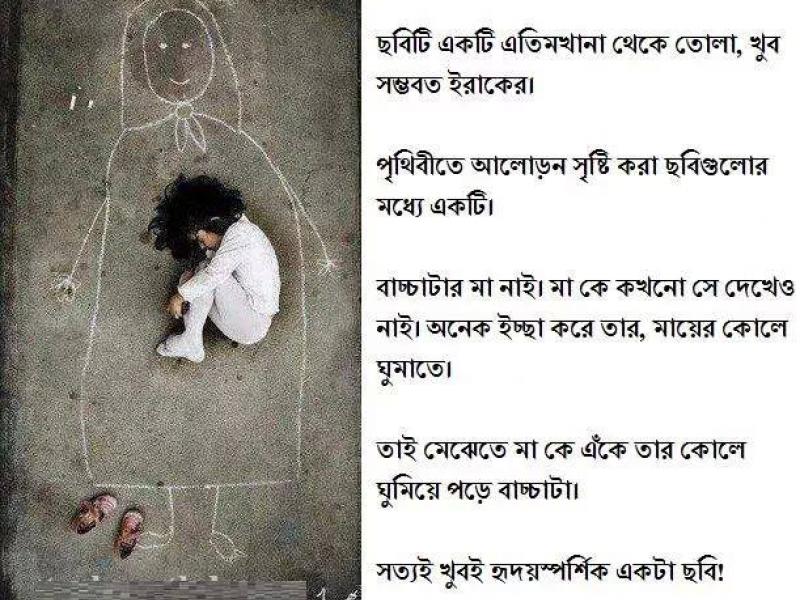 ছবিটি একটি এতিমখানা থেকে তোলা, খুব
সম্ভবত ইরাকের।
পৃথিবীতে আলোড়ন সৃষ্টি করা ছবিগুলোর
মধ্যে একটি।
বাচ্চাটার মা নাই। মা কে কখনো সে দেখেও
নাই। অনেক ইচ্ছা করে তার, মায়ের কোলে
ঘুমাতে।
তাই মেঝেতে মা কে এঁকে তার কোলে
ঘুমিয়ে পড়ে বাচ্চাটা।
সত্যই খুবই হৃদয়স্পর্শিক একটা ছবি!